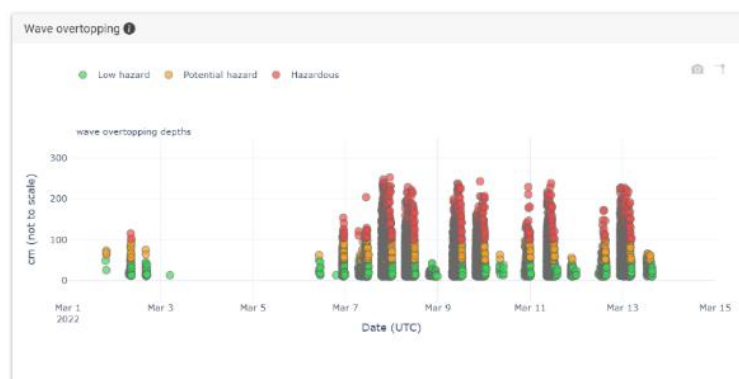 Wave overtopping
Low hazard Potential hazard Hazardous
wave overtopping depths
300
200
100
0
cm (not to scale)
Mar 1 Mar 3 Mar 5 Mar 7 Mar 9 Mar 11 Mar 13 Mar 15
2022
Date (UTC)